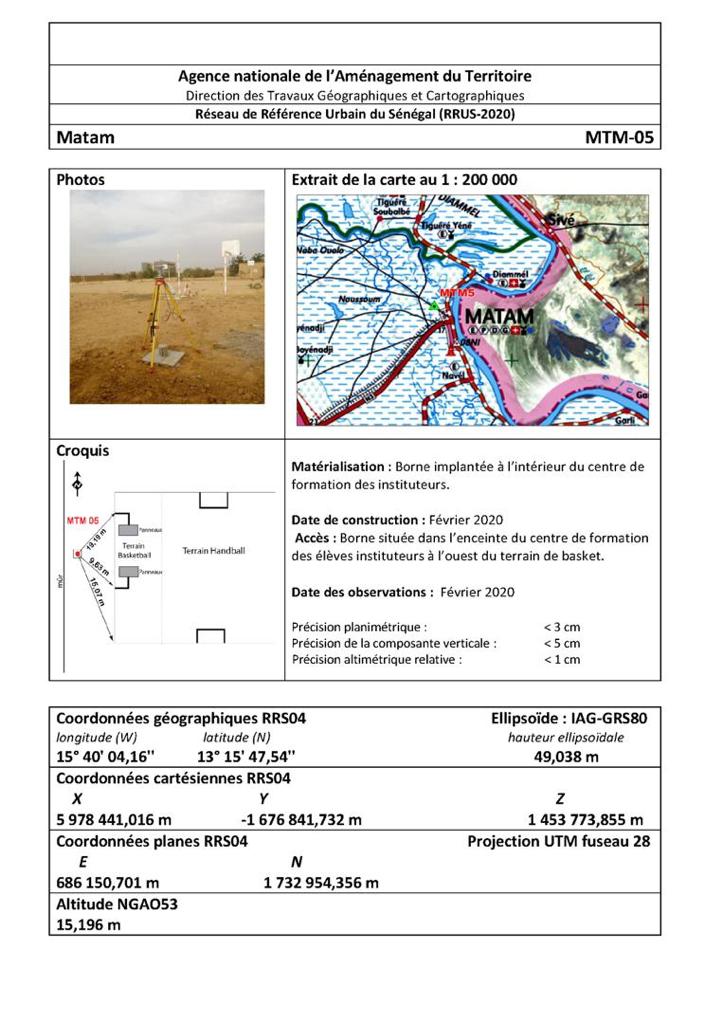 Agence nationale de l'Aménagement du Territoire
Direction des Travaux Géographiques et Cartographiques
Réseau de Référence Urbain du Sénégal (RRUS-2020)
Matam MTM-05
Photos
Extrait de la carte au 1 : 200 000
Tiguéré
Soubalbé
DIAMMEL
Tiguéré Yéné
Sivé
Naba Oualo
Diammél
MTM5
Naussoum
MATAM
yénadji
Boyénadji
Navél
Garli
Croquis
MTM 05
19,19 m
9,63 m
15,07 m
mûr
Panneaux
Terrain
Basketball
Panneaux
Terrain Handball
Matérialisation : Borne implantée à l'intérieur du centre de
formation des instituteurs.
Date de construction : Février 2020
Accès : Borne située dans l'enceinte du centre de formation
des élèves instituteurs à l'ouest du terrain de basket.
Date des observations : Février 2020
Précision planimétrique : < 3 cm
Précision de la composante verticale : < 5 cm
Précision altimétrique relative : < 1 cm
Coordonnées géographiques RRS04 Ellipsoïde : IAG-GRS80
longitude (W) latitude (N) hauteur ellipsoïdale
15° 40' 04,16'' 13° 15' 47,54'' 49,038 m
Coordonnées cartésiennes RRS04
X Y Z
5 978 441,016 m -1 676 841,732 m 1 453 773,855 m
Coordonnées planes RRS04 Projection UTM fuseau 28
E N
686 150,701 m 1 732 954,356 m
Altitude NGAO53
15,196 m